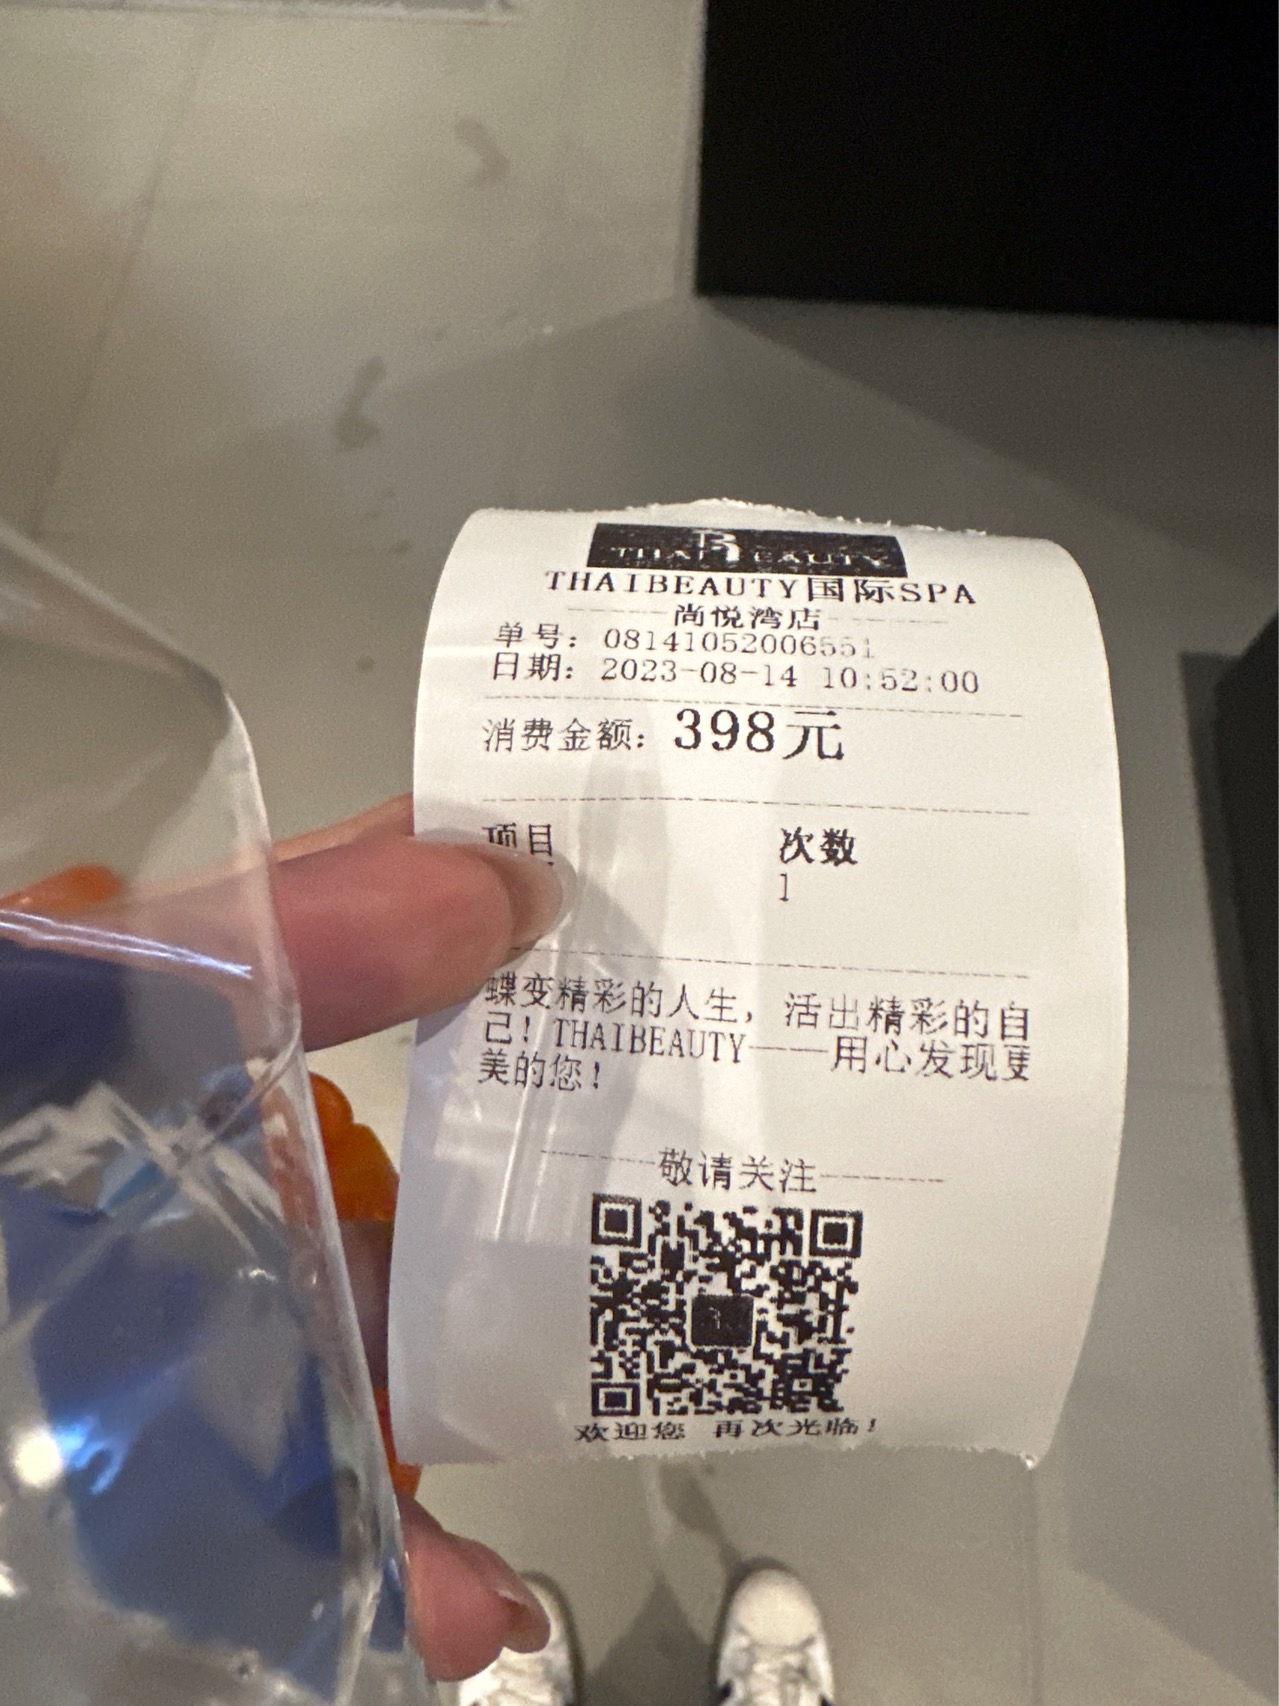 THAI BEAUTY
THAIBEAUTY国际SPA
尚悦湾店
单号：08141052006551
日期：2023-08-14 10:52:00
消费金额：398元
项目 次数
1
蝶变精彩的人生，活出精彩的自
己！THAIBEAUTY——用心发现更
美的您！
敬请关注
欢迎您 再次光临！